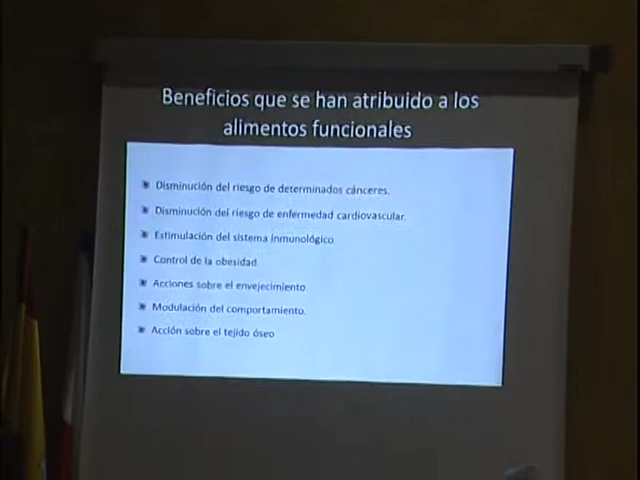 Beneficios que se han atribuido a los
alimentos funcionales
Disminución del riesgo de determinados cánceres.
Disminución del riesgo de enfermedad cardiovascular.
Estimulación del sistema inmunológico
Control de la obesidad.
Acciones sobre el envejecimiento.
Modulación del comportamiento.
Acción sobre el tejido óseo